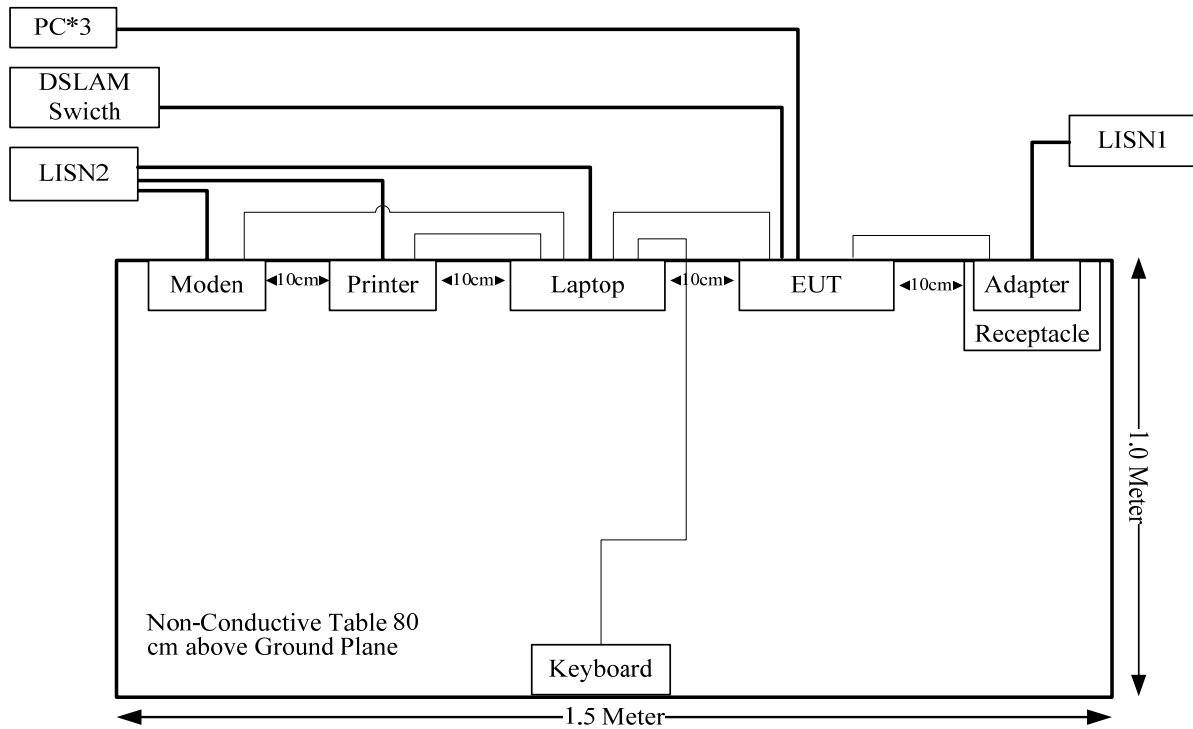 PC*3
DSLAM
Swicth
LISN2
LISN1
Moden
10cm
Printer
10cm
Laptop
10cm
EUT
10cm
Adapter
Receptacle
1.0 Meter
Non-Conductive Table 80
cm above Ground Plane
Keyboard
1.5 Meter